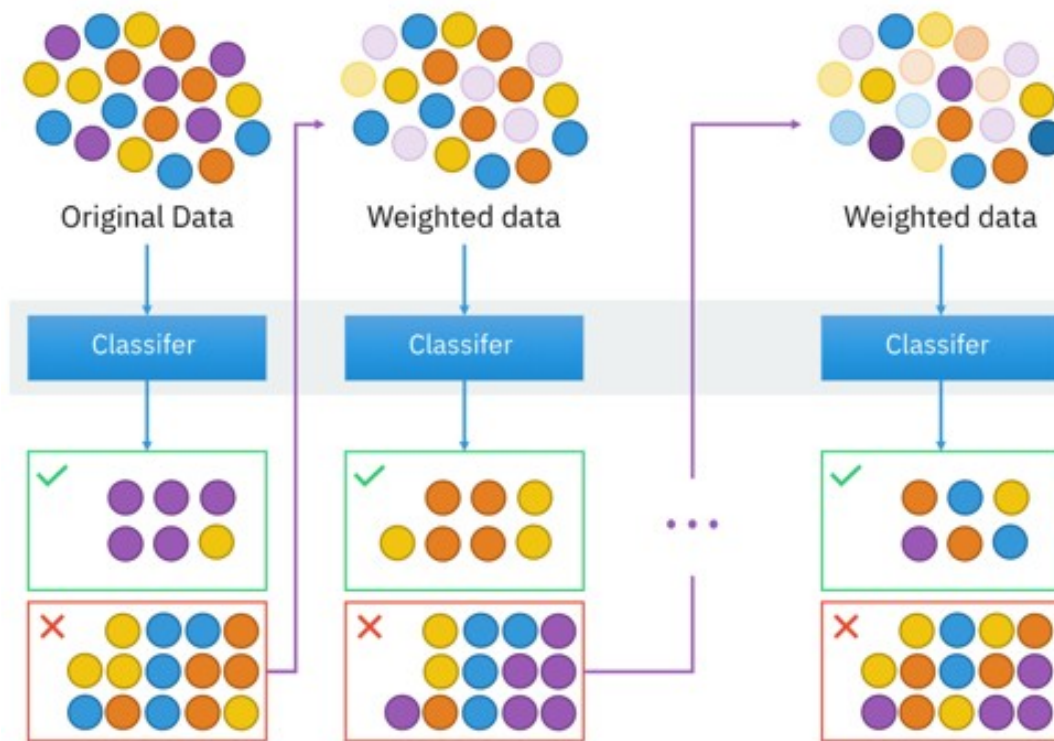 Original Data
Weighted data
Weighted data
Classifer
Classifer
Classifer